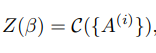 Z(β) = 𝒞({A^{(i)}}),